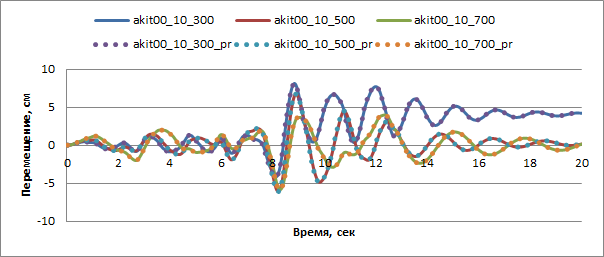 akit00_10_300 akit00_10_500 akit00_10_700
akit00_10_300_pr akit00_10_500_pr akit00_10_700_pr
10
5
0
-5
-10
0 2 4 6 8 10 12 14 16 18 20
Перемещение, см
Время, сек